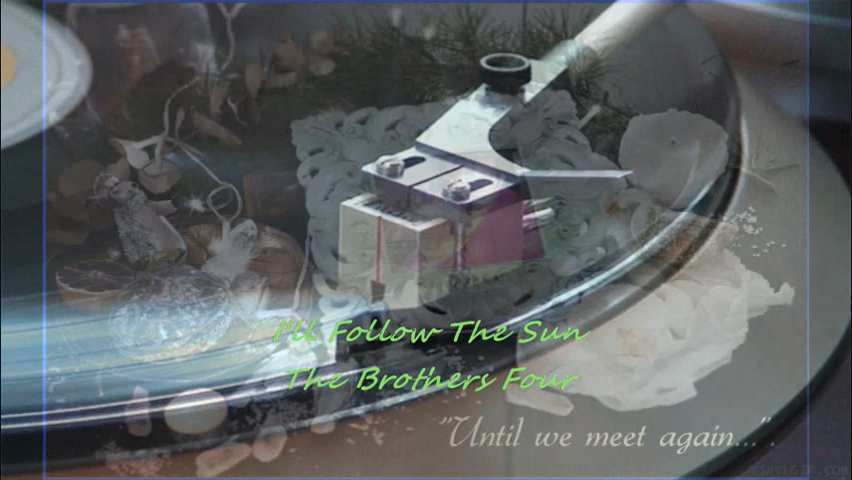 I'll Follow The Sun
The Brothers Four
"Until we meet again...".